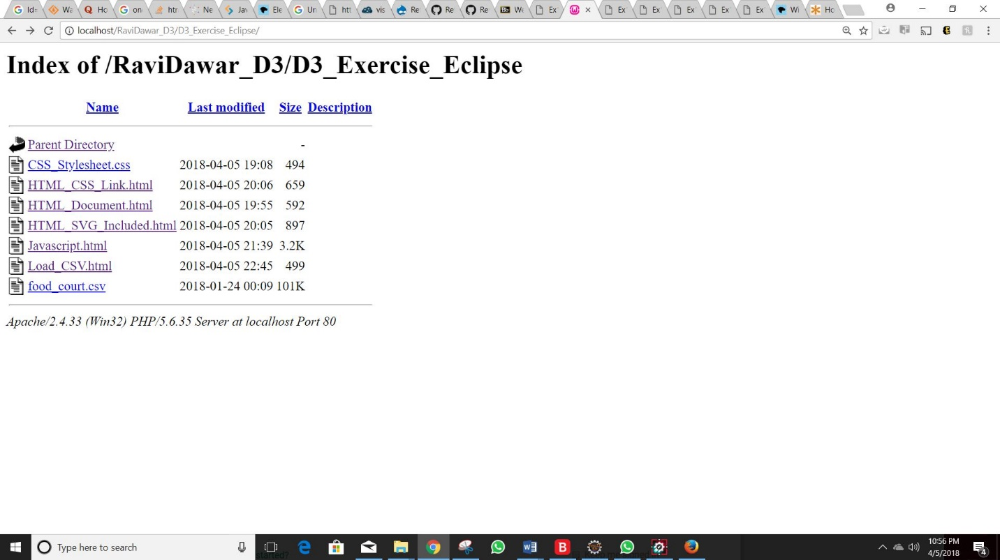 Id= Wa Q Ho G on htr Ne Jav Ele G Ur htt vis Re Re Re Bb We Ex Ex Ex Ex Ex Ex Wi Hc
localhost/RaviDawar_D3/D3_Exercise_Eclipse/
Index of /RaviDawar_D3/D3_Exercise_Eclipse
Name Last modified Size Description
Parent Directory -
CSS_Stylesheet.css 2018-04-05 19:08 494
HTML_CSS_Link.html 2018-04-05 20:06 659
HTML_Document.html 2018-04-05 19:55 592
HTML_SVG_Included.html 2018-04-05 20:05 897
Javascript.html 2018-04-05 21:39 3.2K
Load_CSV.html 2018-04-05 22:45 499
food_court.csv 2018-01-24 00:09 101K
Apache/2.4.33 (Win32) PHP/5.6.35 Server at localhost Port 80
Type here to search
started?
10:56 PM
4/5/2018
4